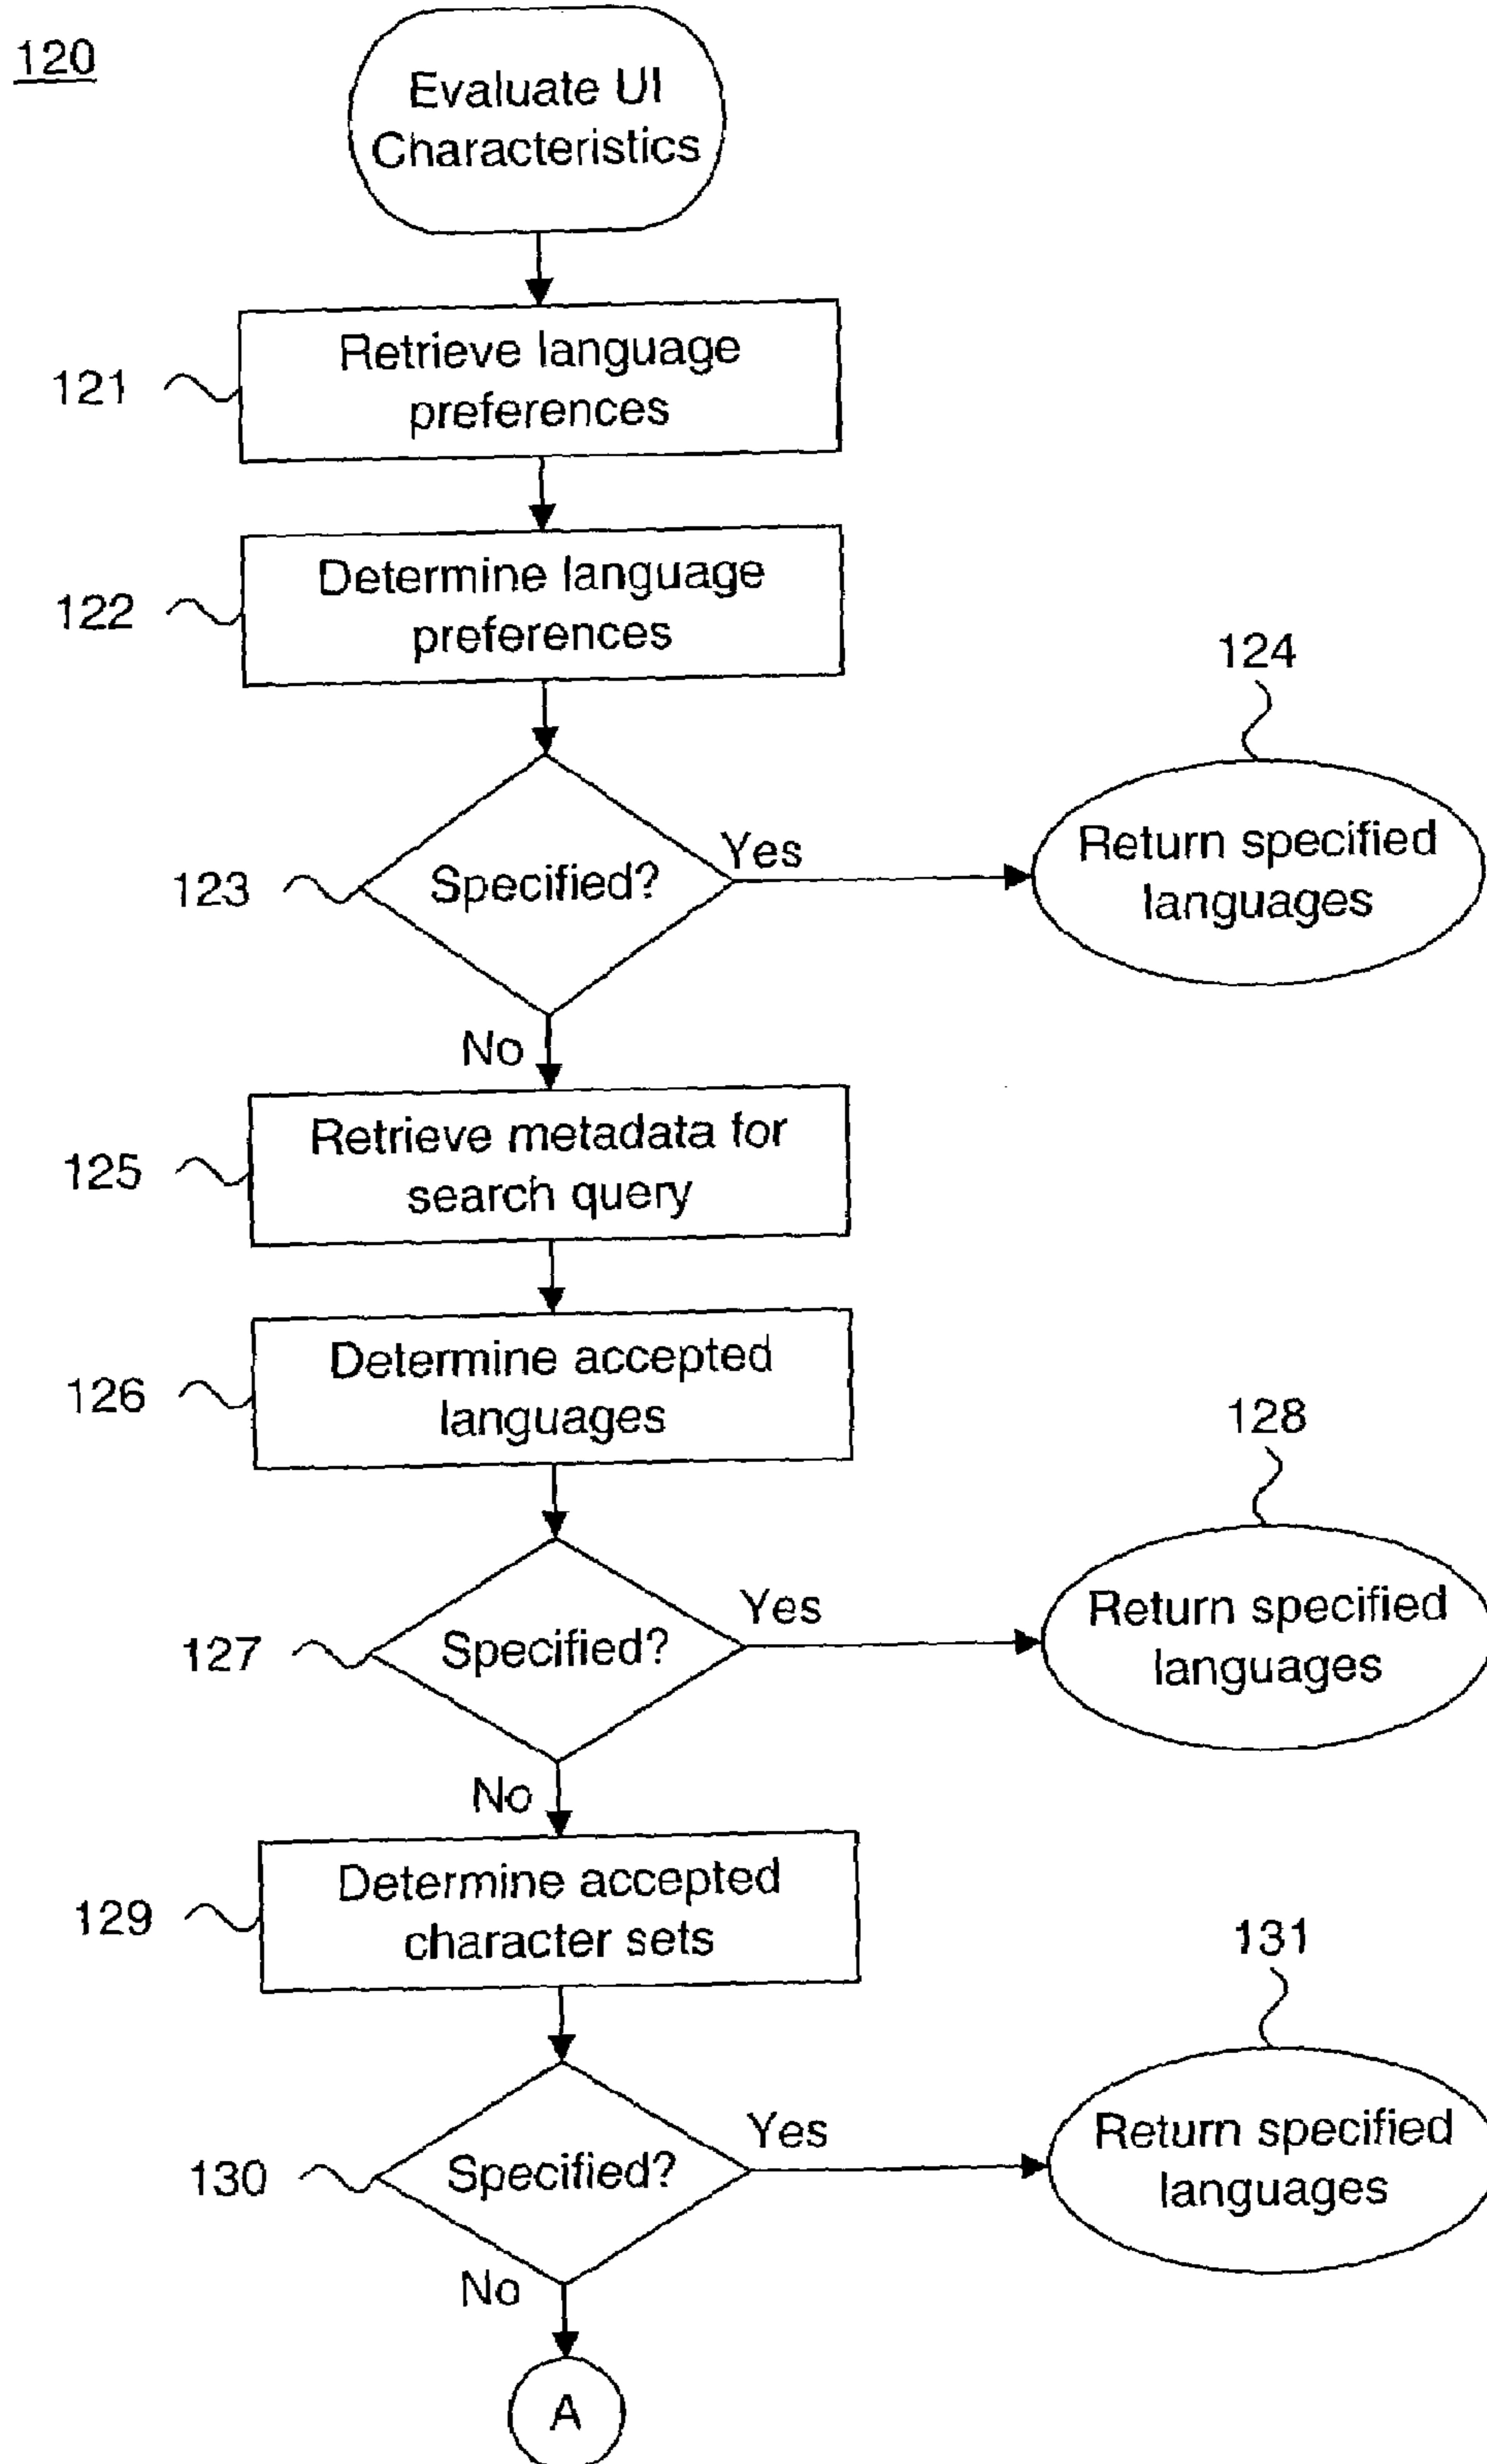 120
Evaluate UI
Characteristics
121
Retrieve language
preferences
122
Determine language
preferences
124
123
Specified?
Yes
Return specified
languages
No
125
Retrieve metadata for
search query
126
Determine accepted
languages
128
127
Specified?
Yes
Return specified
languages
No
129
Determine accepted
character sets
131
130
Specified?
Yes
Return specified
languages
No
A